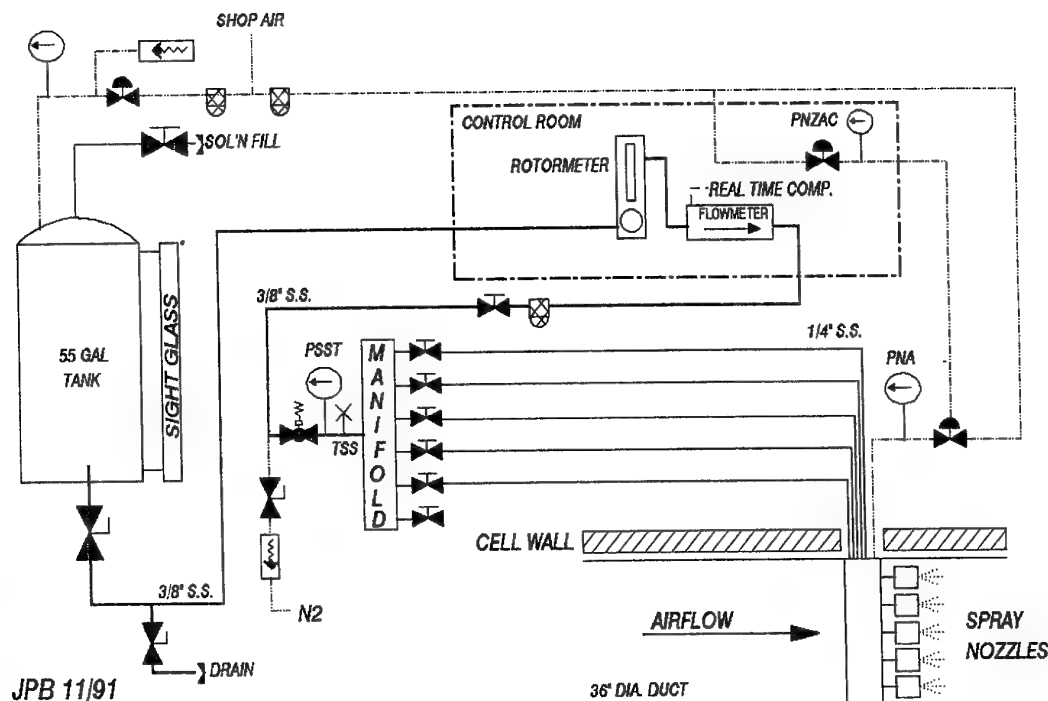 SHOP AIR
CONTROL ROOM
PNZAC
SOL'N FILL
ROTORMETER
REAL TIME COMP.
FLOWMETER
3/8" S.S.
1/4" S.S.
PSST
PNA
55 GAL
TANK
SIGHT GLASS
MANIFOLD
TSS
CELL WALL
3/8" S.S.
N2
AIRFLOW
SPRAY
NOZZLES
DRAIN
JPB 11/91
36" DIA. DUCT